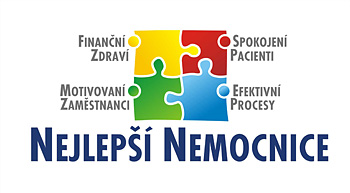 FINANČNÍ
ZDRAVÍ
SPOKOJENÍ
PACIENTI
MOTIVOVANÍ
ZAMĚSTNANCI
EFEKTIVNÍ
PROCESY
NEJLEPŠÍ NEMOCNICE